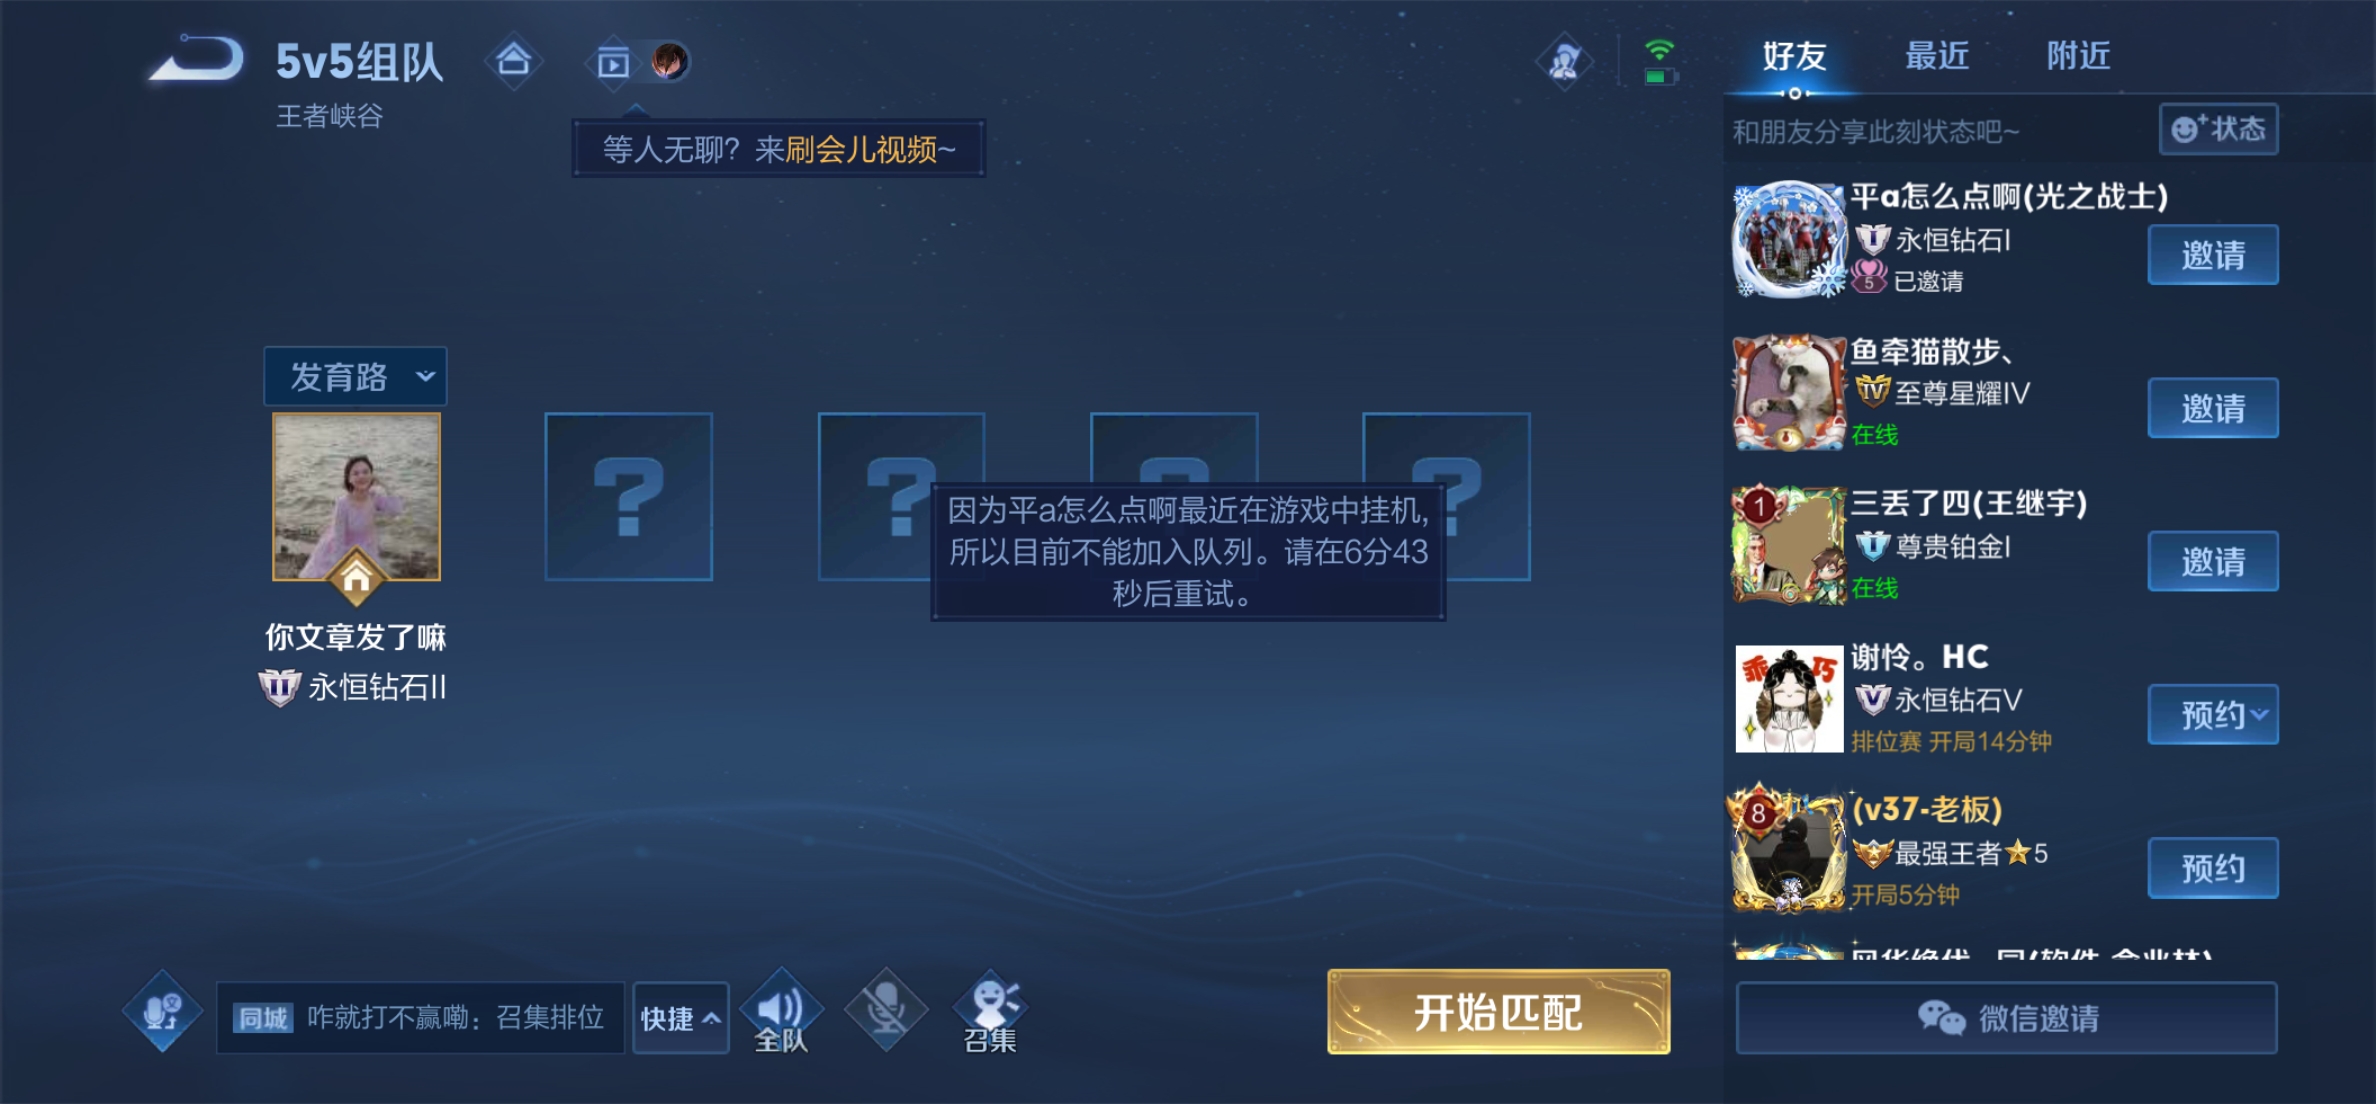 5v5组队
王者峡谷
等人无聊？来刷会儿视频~
发育路
你文章发了嘛
II 永恒钻石II
?
?
?
?
因为平a怎么点啊最近在游戏中挂机，
所以目前不能加入队列。请在6分43
秒后重试。
同城 咋就打不赢嘞：召集排位
快捷
全队
召集
开始匹配
好友 最近 附近
和朋友分享此刻状态吧~
状态
平a怎么点啊(光之战士)
I 永恒钻石I
5 已邀请
邀请
鱼牵猫散步、
IV 至尊星耀IV
在线
邀请
1
三丢了四(王继宇)
I 尊贵铂金I
在线
邀请
乖巧
谢怜。HC
V 永恒钻石V
排位赛 开局14分钟
预约
8
(v37-老板)
最强王者5
开局5分钟
预约
微信邀请